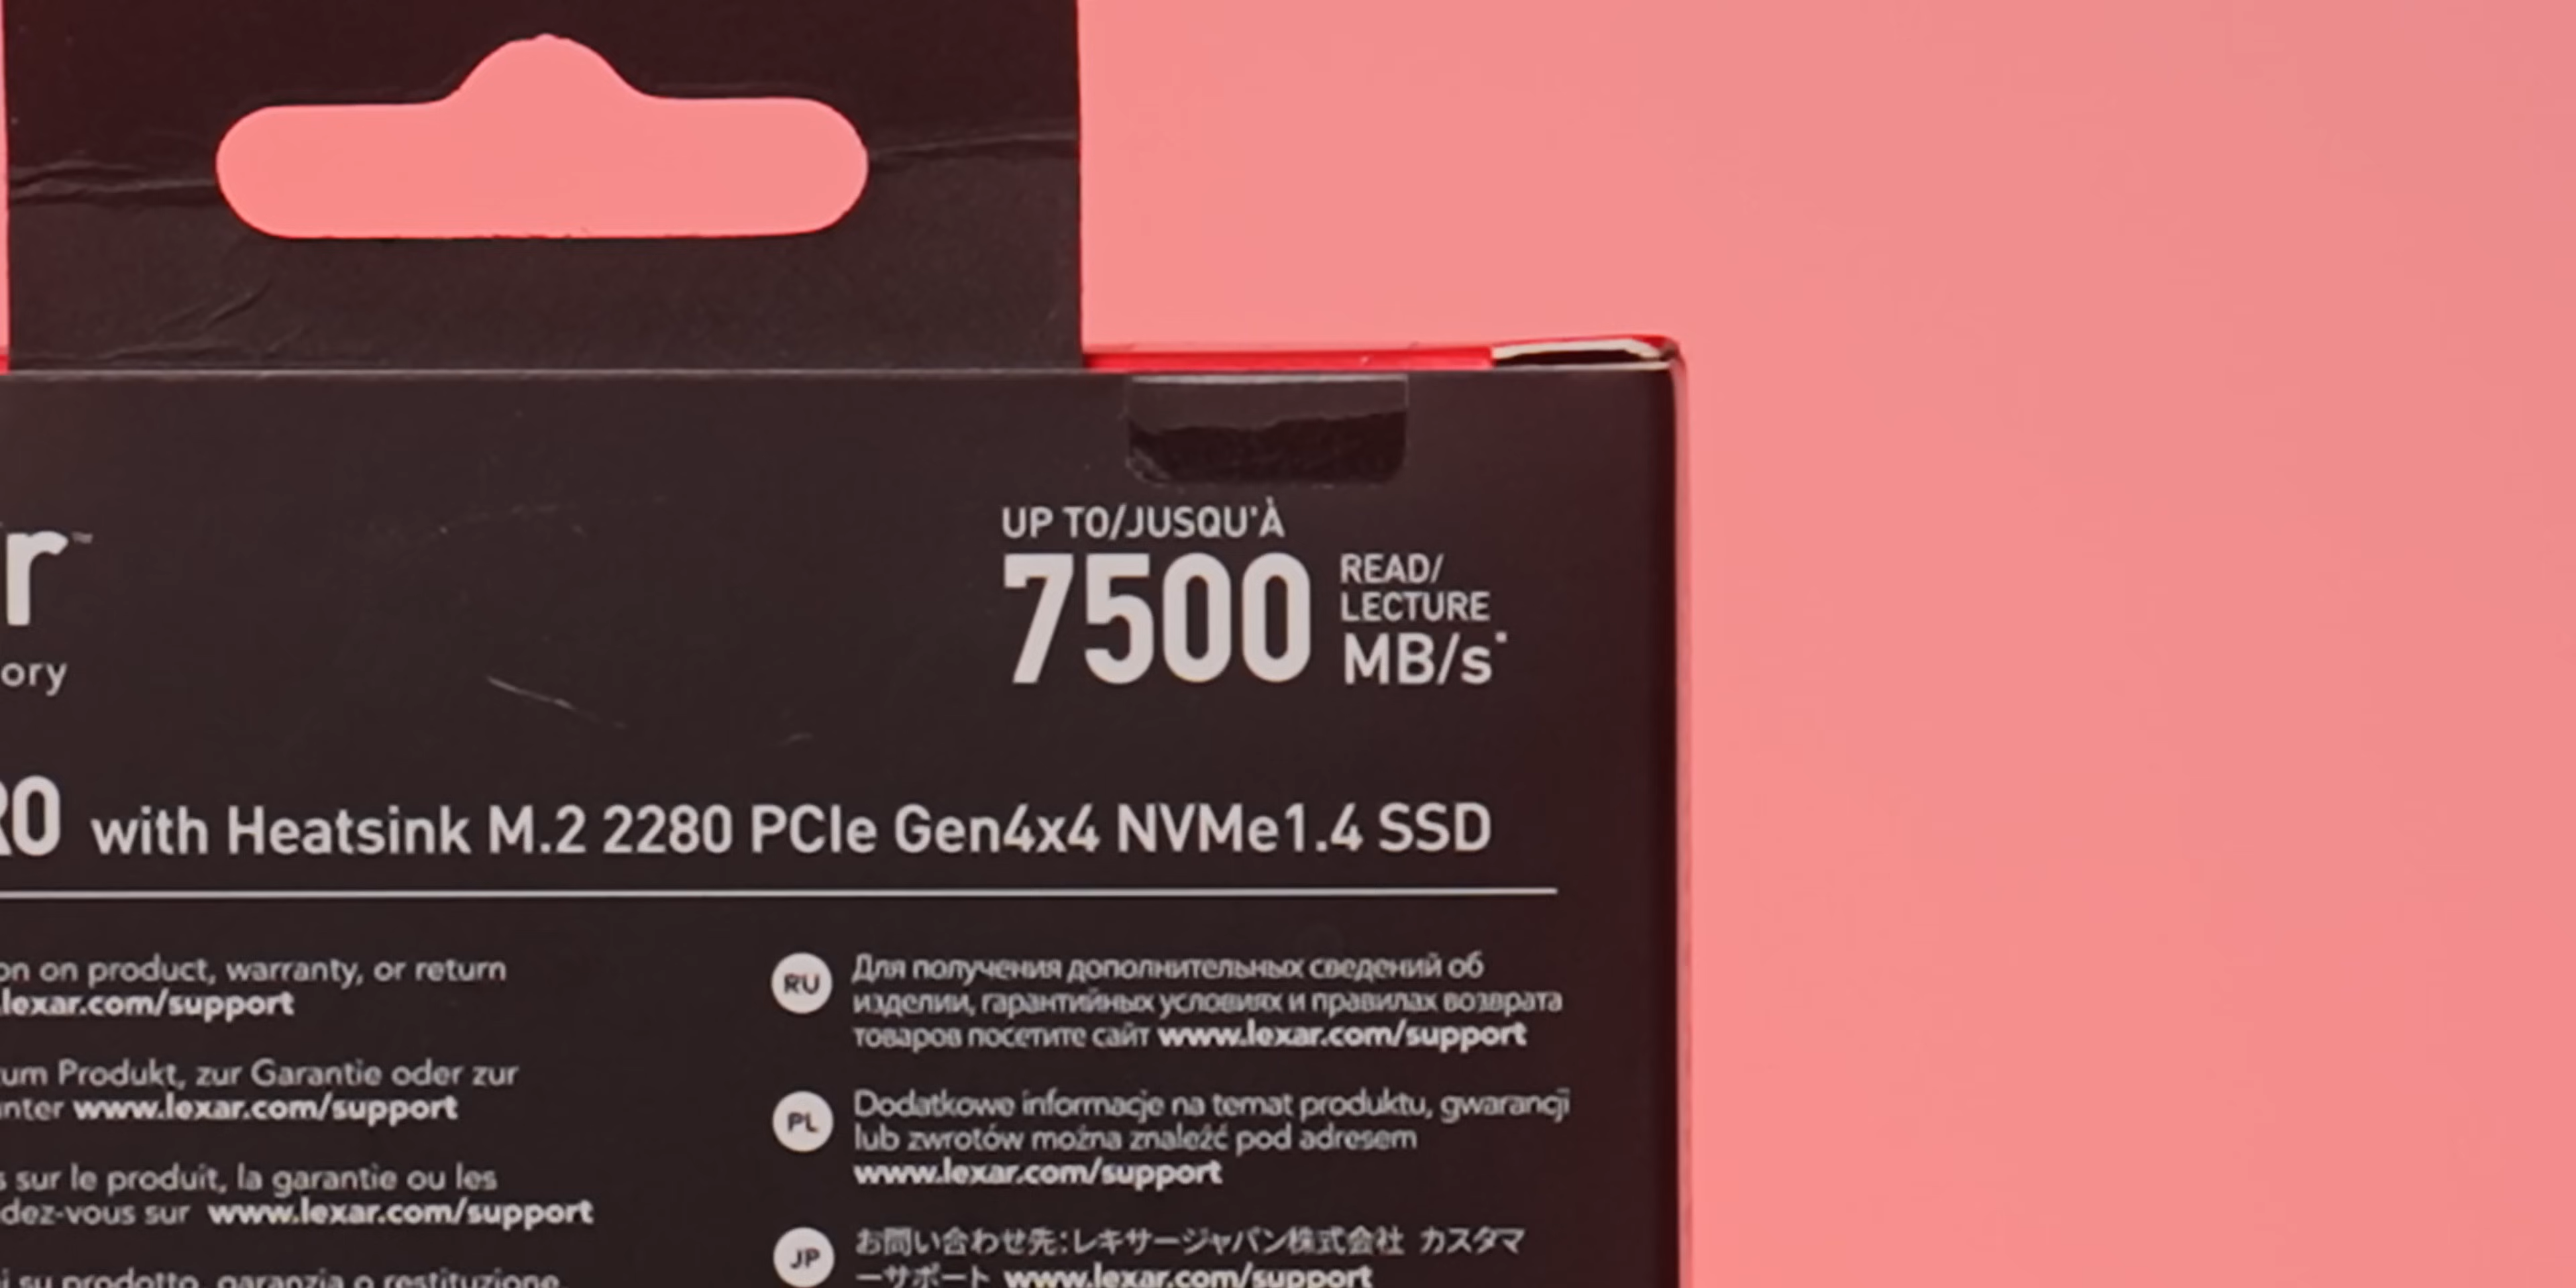 UP TO/JUSQU'À
7500 READ/
LECTURE
MB/s*
r™
ory
RO with Heatsink M.2 2280 PCIe Gen4x4 NVMe1.4 SSD
on on product, warranty, or return
lexar.com/support
um Produkt, zur Garantie oder zur
nter www.lexar.com/support
s sur le produit, la garantie ou les
dez-vous sur www.lexar.com/support
i su prodotto, garanzia o restituzione
RU Для получения дополнительных сведений об
изделии, гарантийных условиях и правилах возврата
товаров посетите сайт www.lexar.com/support
PL Dodatkowe informacje na temat produktu, gwarancji
lub zwrotów można znaleźć pod adresem
www.lexar.com/support
JP お問い合わせ先:レキサージャパン株式会社 カスタマ
ーサポート www.lexar.com/support